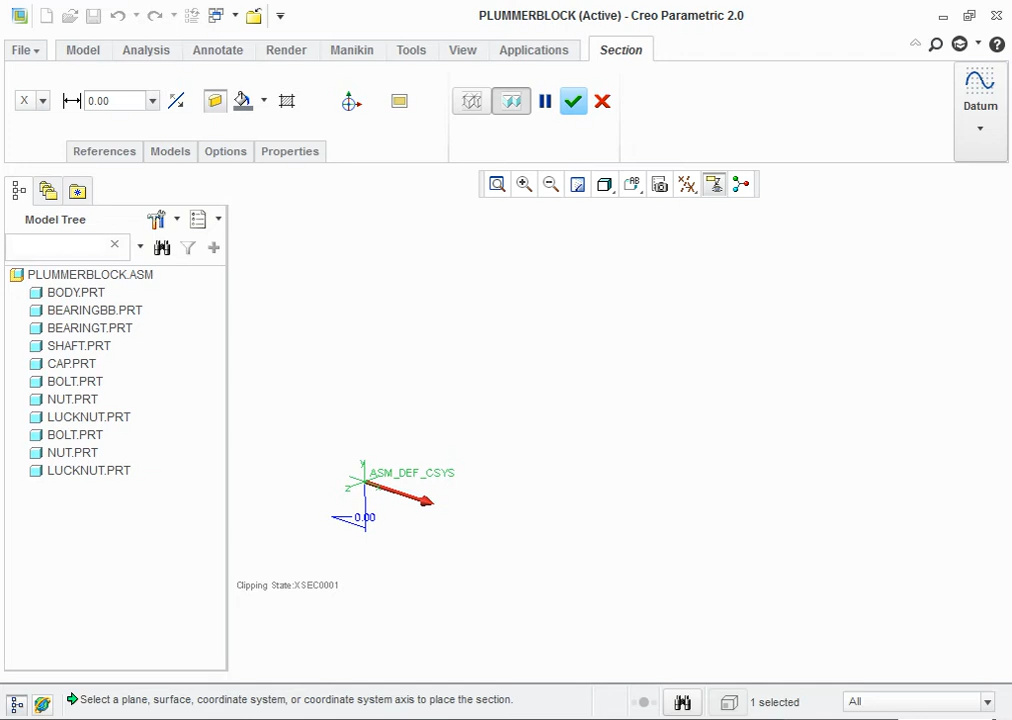 PLUMMERBLOCK (Active) - Creo Parametric 2.0
File Model Analysis Annotate Render Manikin Tools View Applications Section
X 0.00
Datum
References Models Options Properties
Model Tree
PLUMMERBLOCK.ASM
BODY.PRT
BEARINGBB.PRT
BEARINGT.PRT
SHAFT.PRT
CAP.PRT
BOLT.PRT
NUT.PRT
LUCKNUT.PRT
BOLT.PRT
NUT.PRT
LUCKNUT.PRT
y
ASM_DEF_CSYS
z
0.00
Clipping State:XSEC0001
Select a plane, surface, coordinate system, or coordinate system axis to place the section.
1 selected
All